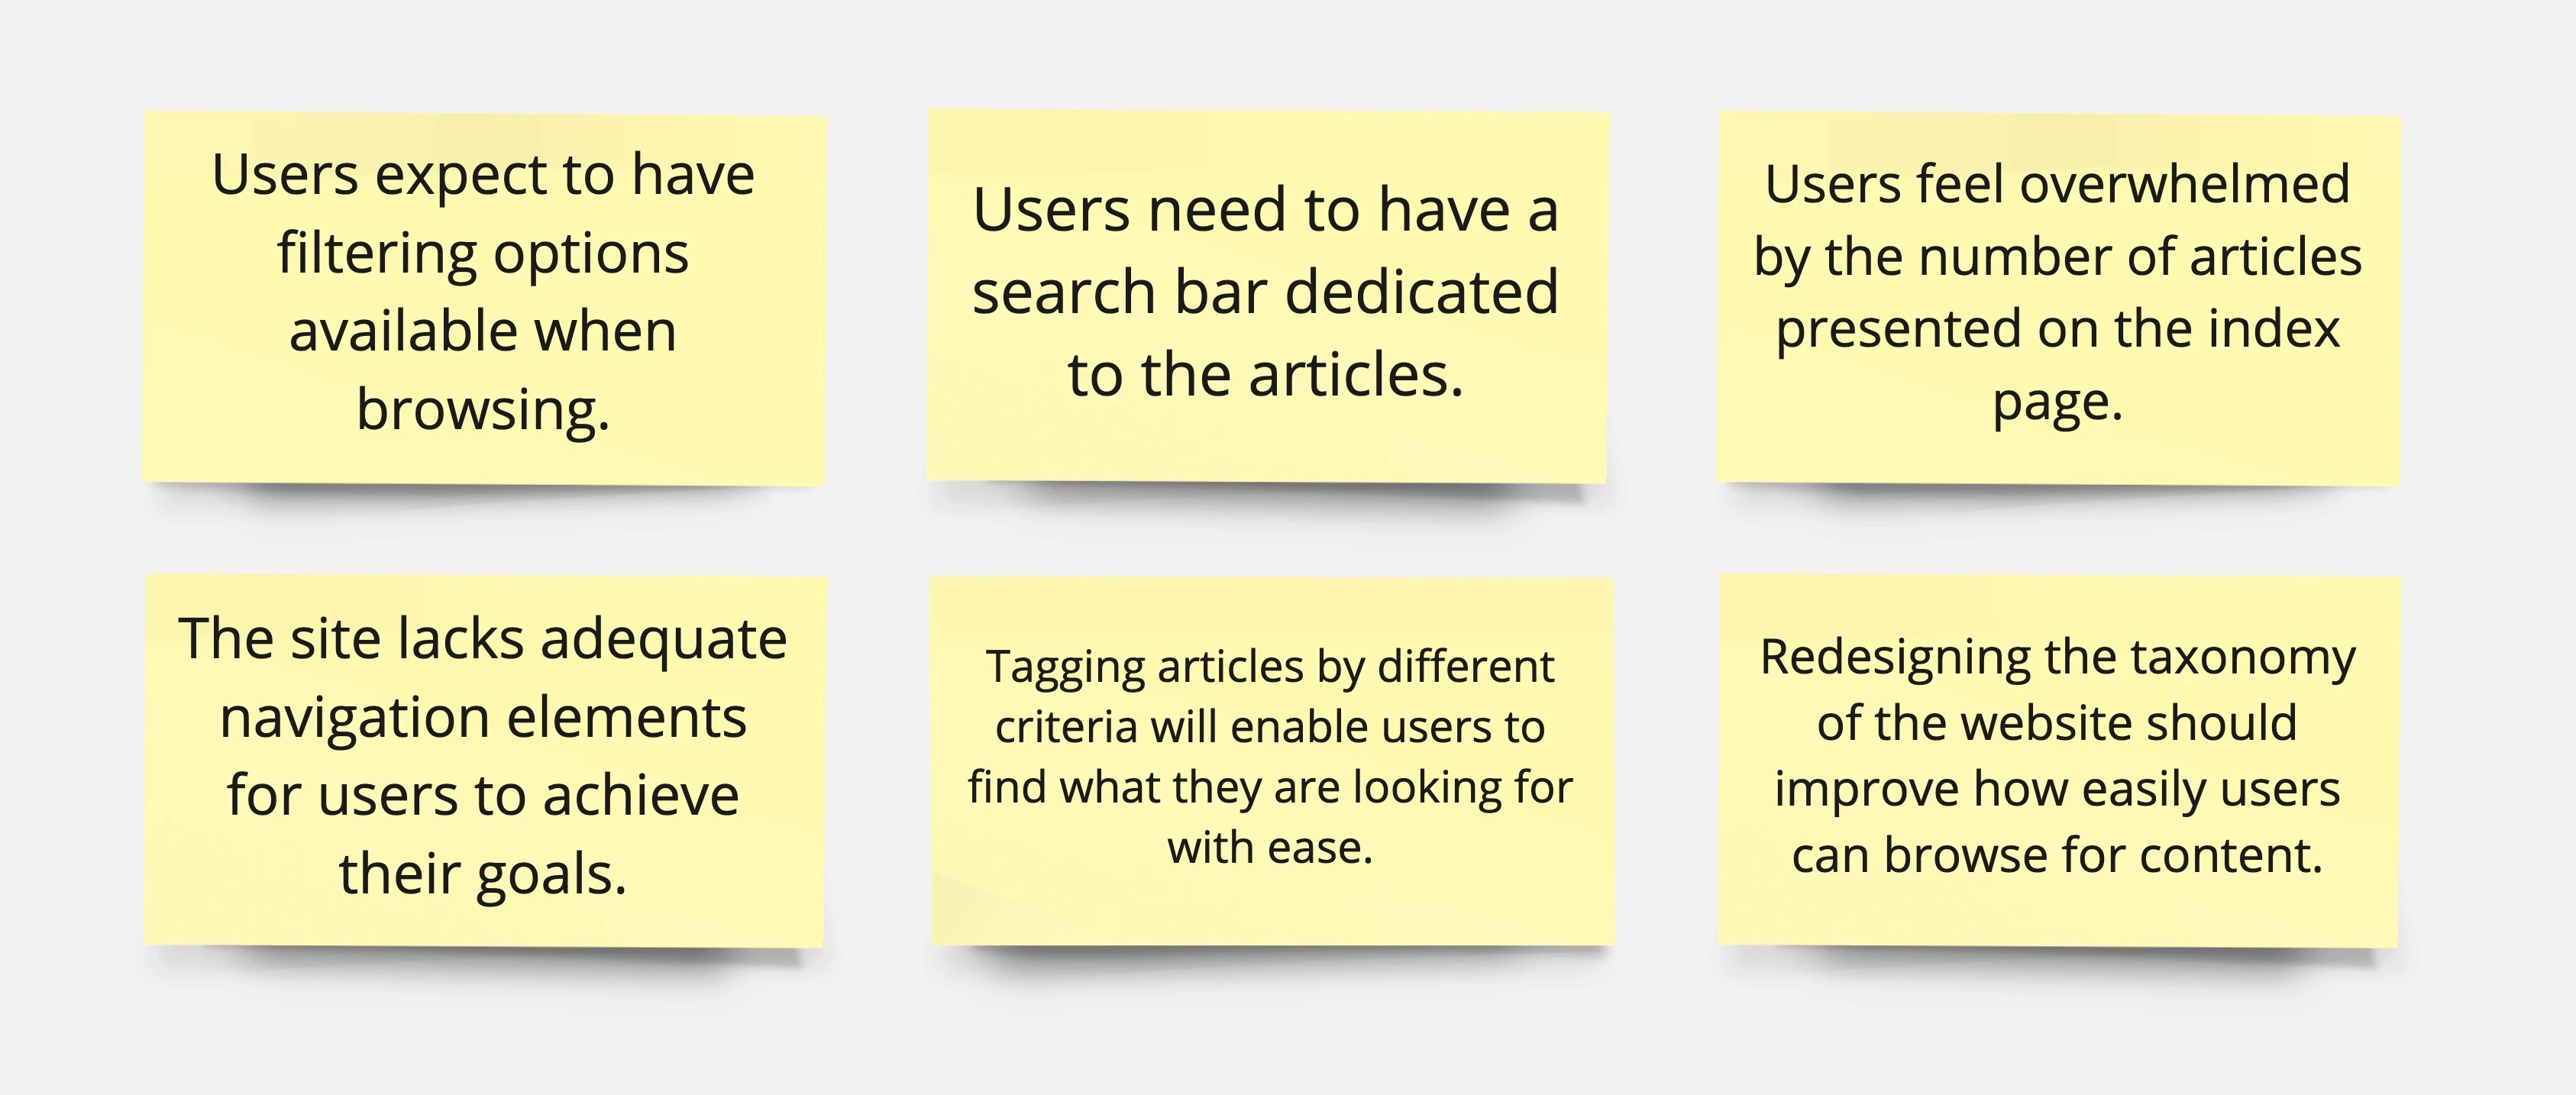 Users expect to have
filtering options
available when
browsing.
Users need to have a
search bar dedicated
to the articles.
Users feel overwhelmed
by the number of articles
presented on the index
page.
The site lacks adequate
navigation elements
for users to achieve
their goals.
Tagging articles by different
criteria will enable users to
find what they are looking for
with ease.
Redesigning the taxonomy
of the website should
improve how easily users
can browse for content.